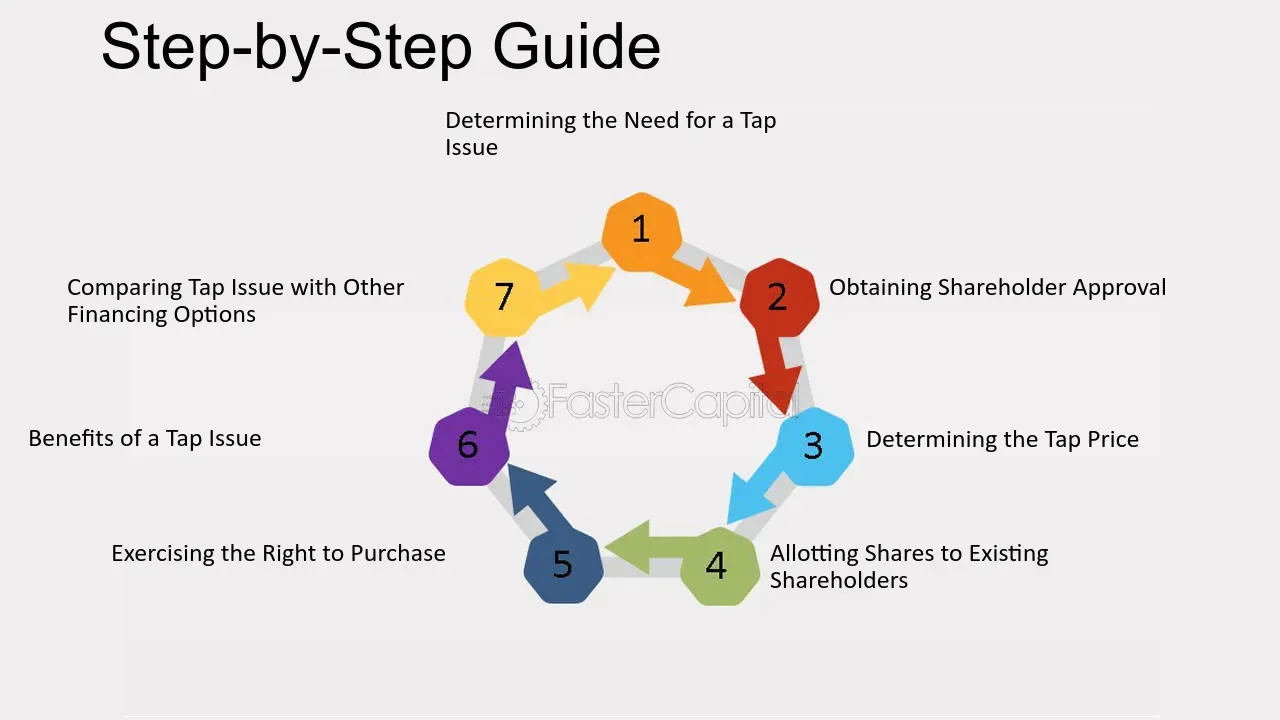 Step-by-Step Guide
Determining the Need for a Tap
Issue
1
2
Obtaining Shareholder Approval
3
Determining the Tap Price
4
Allotting Shares to Existing
Shareholders
5
Exercising the Right to Purchase
6
Benefits of a Tap Issue
7
Comparing Tap Issue with Other
Financing Options
FasterCapital